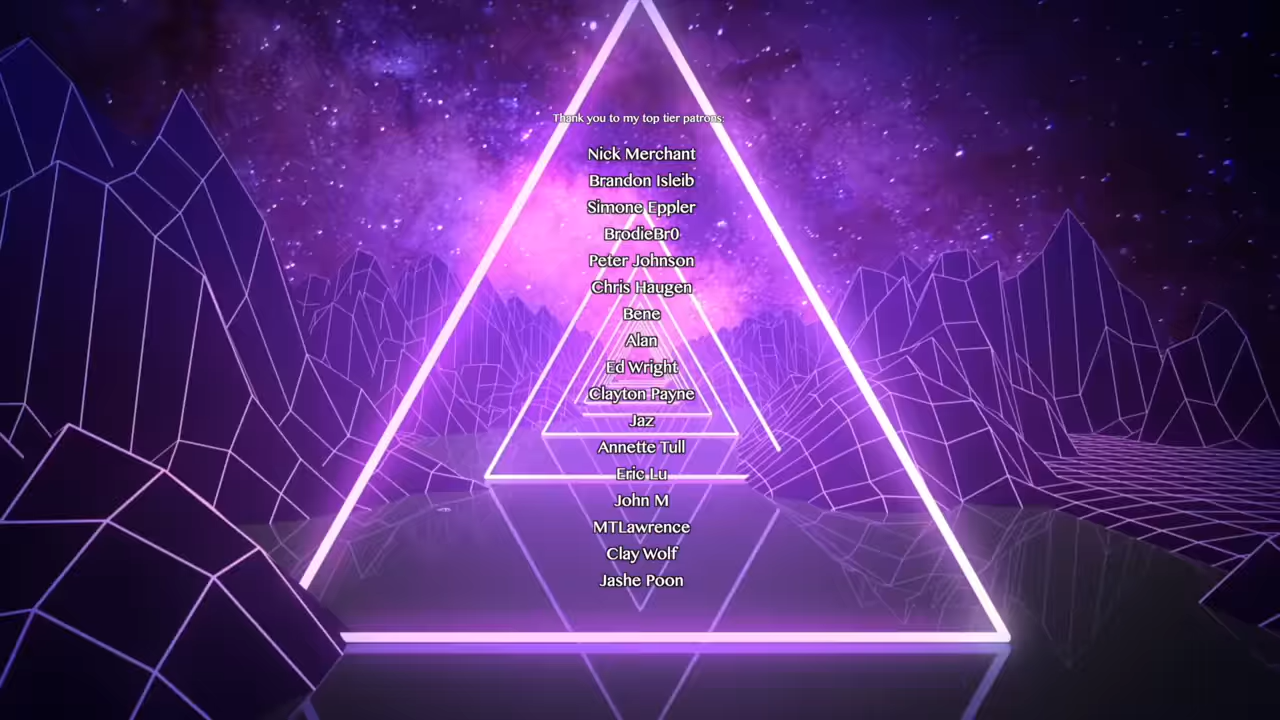 Thank you to my top tier patrons:
Nick Merchant
Brandon Isleib
Simone Eppler
BrodieBr0
Peter Johnson
Chris Haugen
Bene
Alan
Ed Wright
Clayton Payne
Jaz
Annette Tull
Eric Lu
John M
MTLawrence
Clay Wolf
Jashe Poon